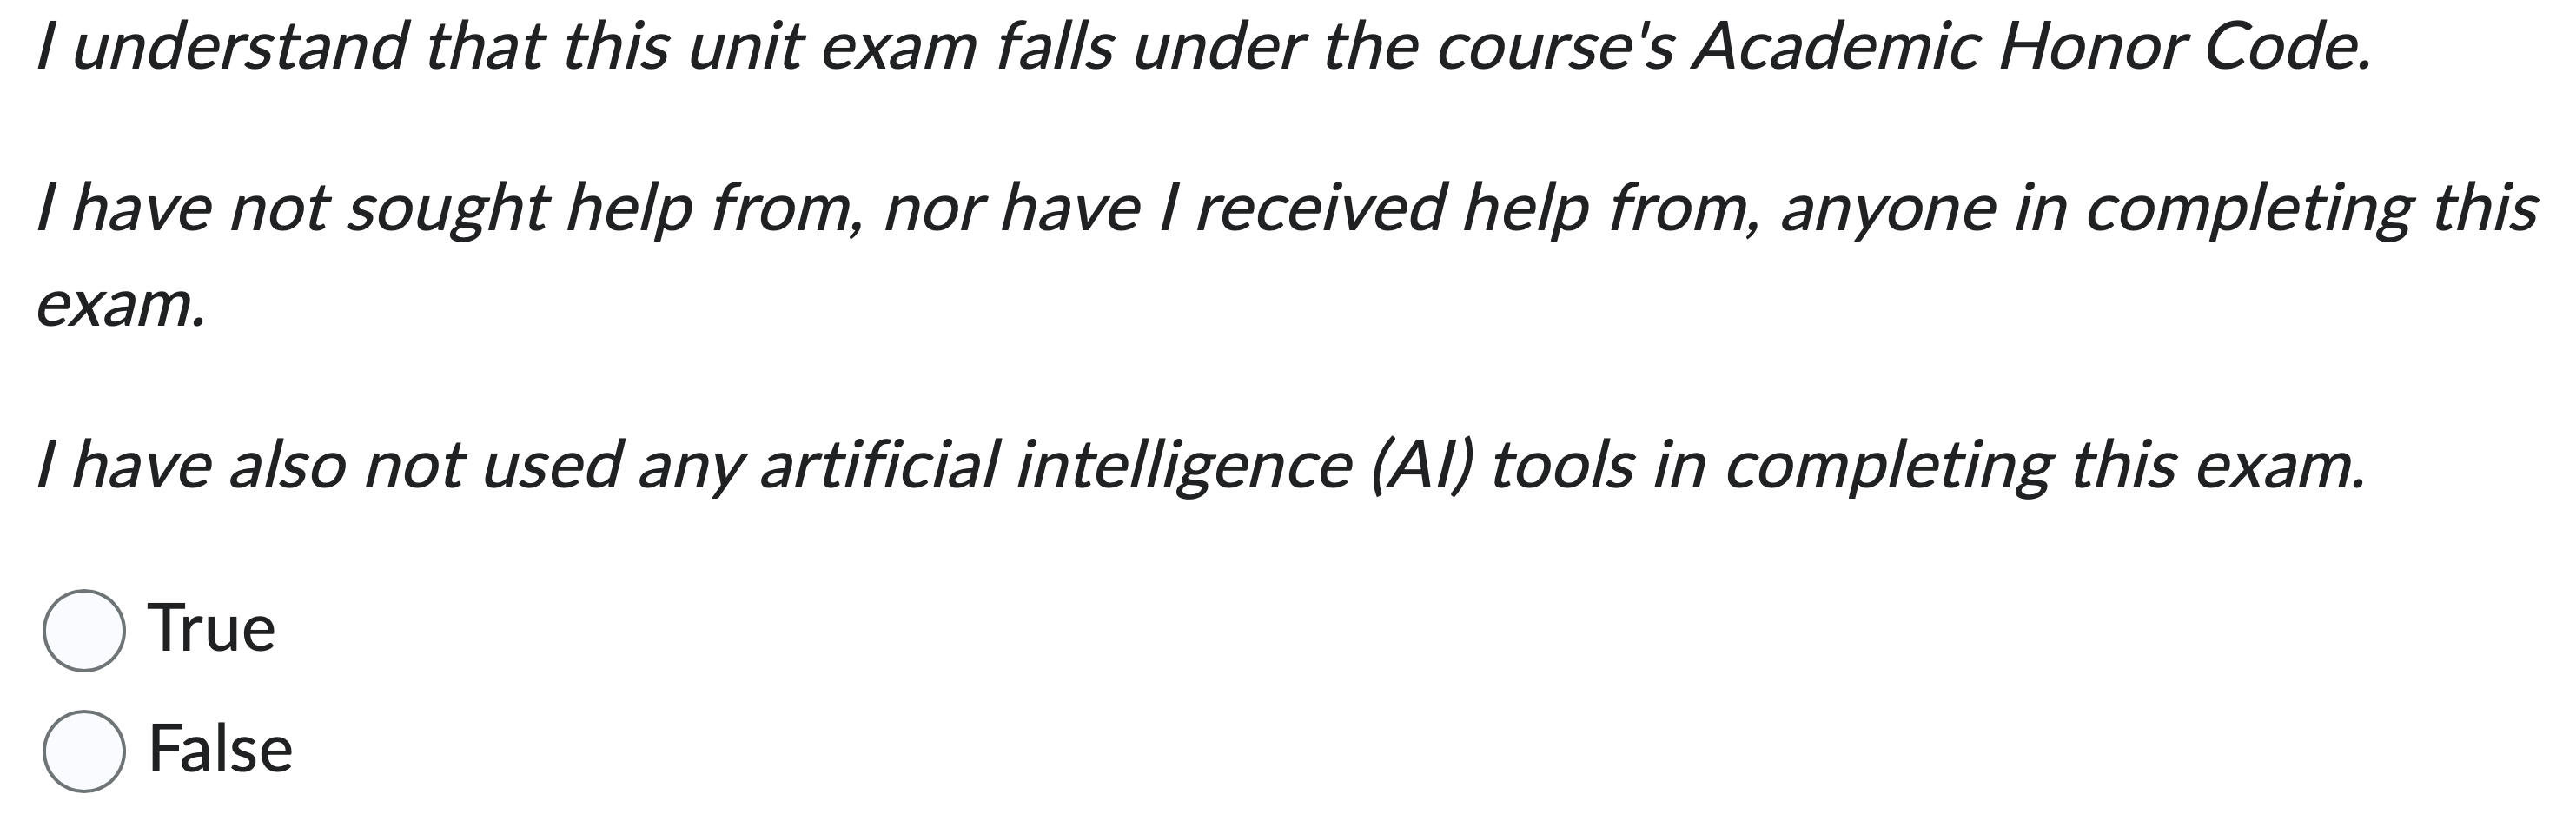 I understand that this unit exam falls under the course's Academic Honor Code.
I have not sought help from, nor have I received help from, anyone in completing this
exam.
I have also not used any artificial intelligence (AI) tools in completing this exam.
True
False